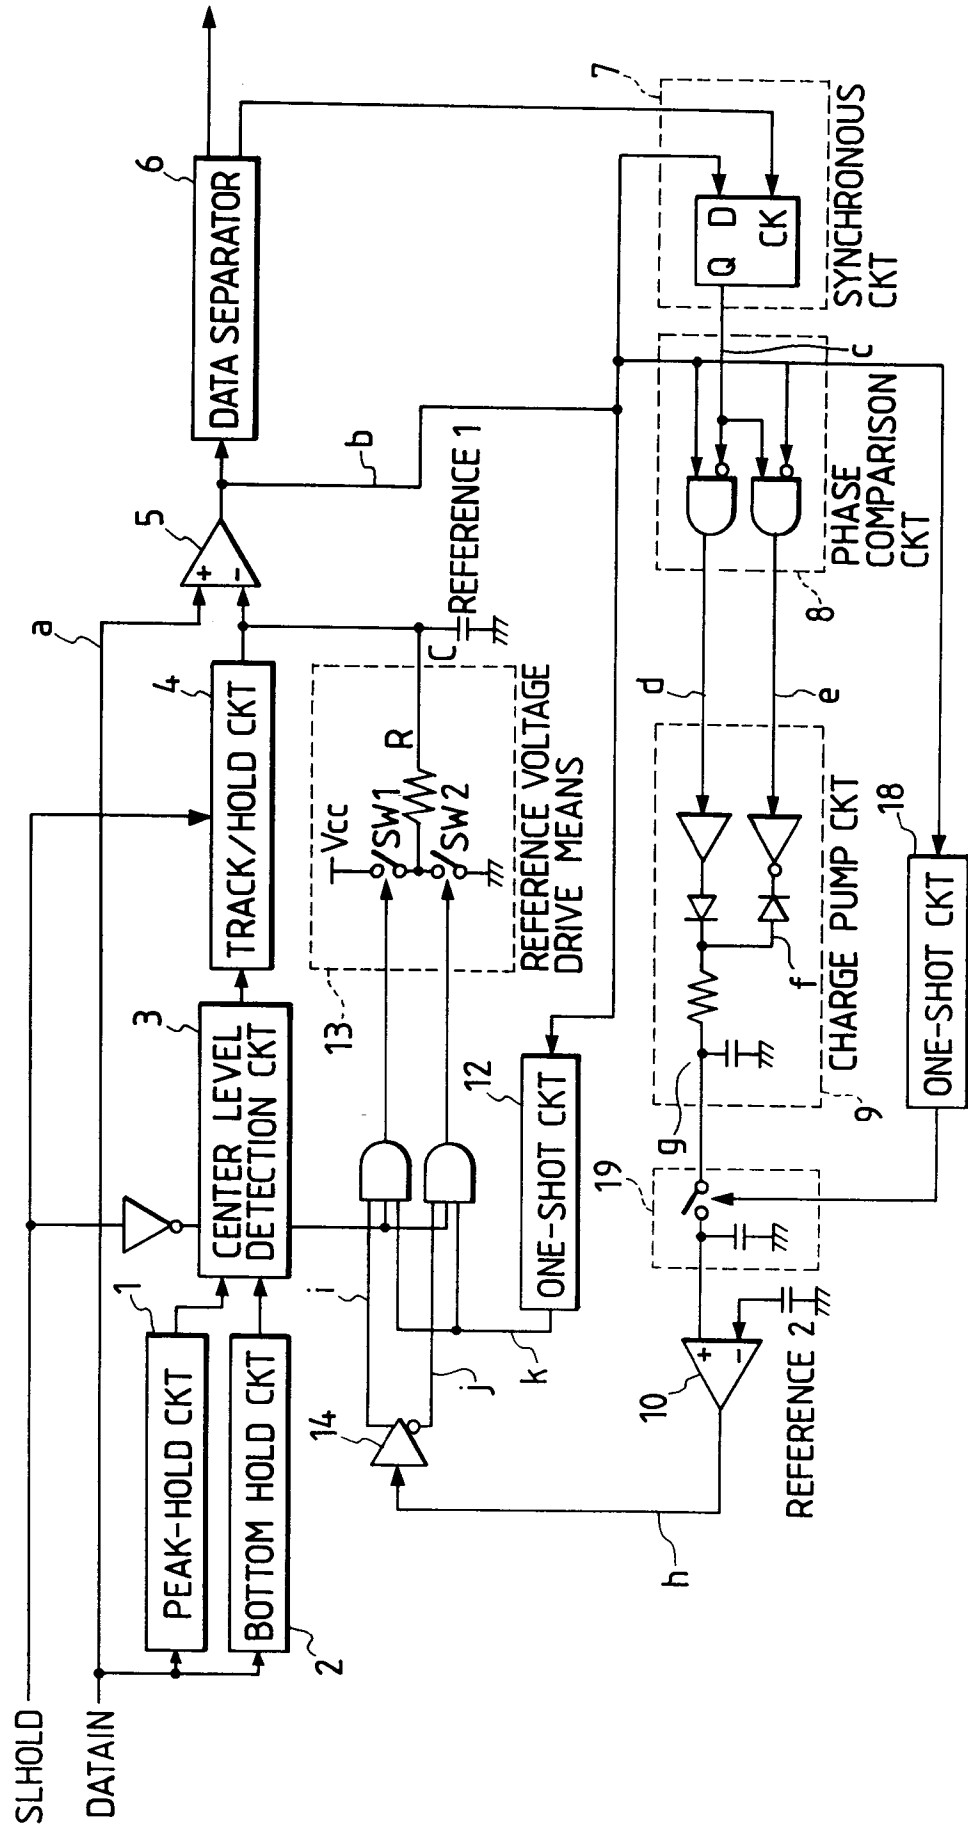 SLHOLD
DATAIN
a
1
PEAK-HOLD CKT
BOTTOM HOLD CKT
2
3
CENTER LEVEL
DETECTION CKT
4
TRACK/HOLD CKT
5
+
-
6
DATA SEPARATOR
b
REFERENCE 1
C
R
Vcc
SW1
SW2
13
REFERENCE VOLTAGE
DRIVE MEANS
14
i
j
k
12
ONE-SHOT CKT
h
7
D
Q
CK
SYNCHRONOUS
CKT
c
PHASE
COMPARISON
CKT
8
d
e
f
g
CHARGE PUMP CKT
9
18
ONE-SHOT CKT
19
10
+
-
REFERENCE 2